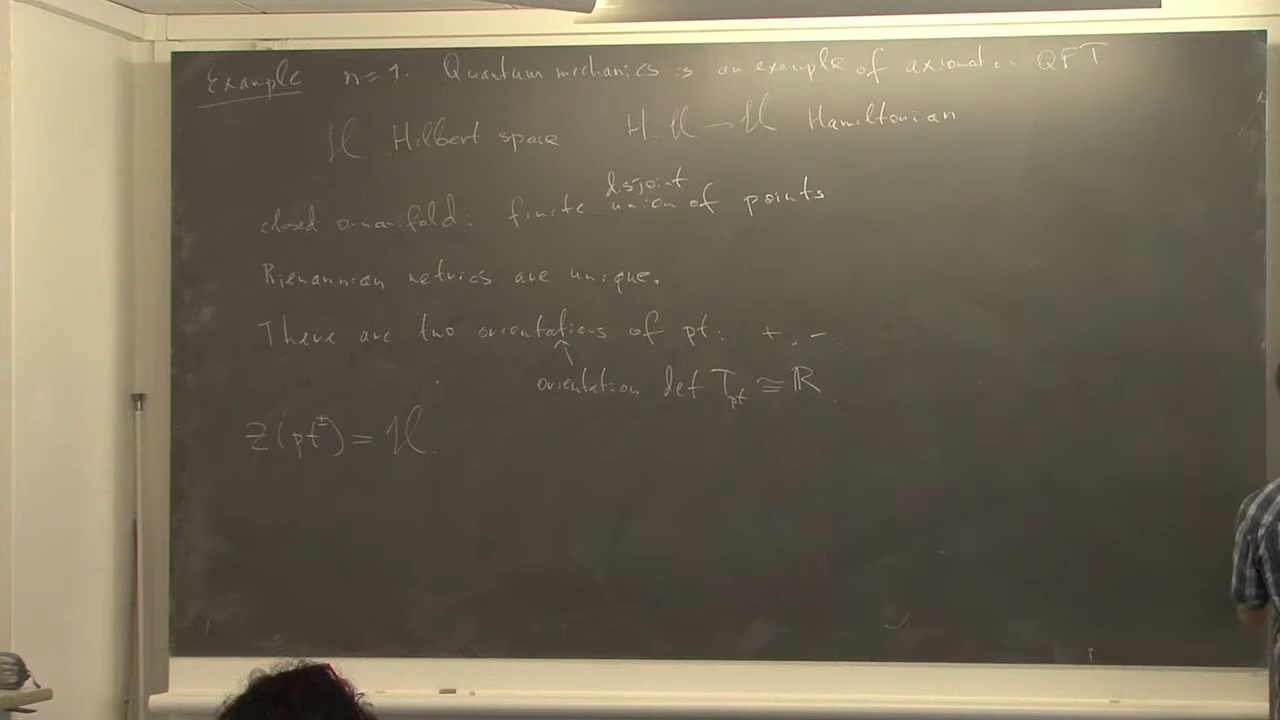 Example n=1. Quantum mechanics is an example of axiomatic QFT
ℋ Hilbert space H: ℋ → ℋ Hamiltonian
disjoint
closed 0-manifold: finite union of points
Riemannian metrics are unique.
There are two orientations of pt: +, -.
orientation det T_pt ≅ ℝ
Z(pt^±) = ℋ.